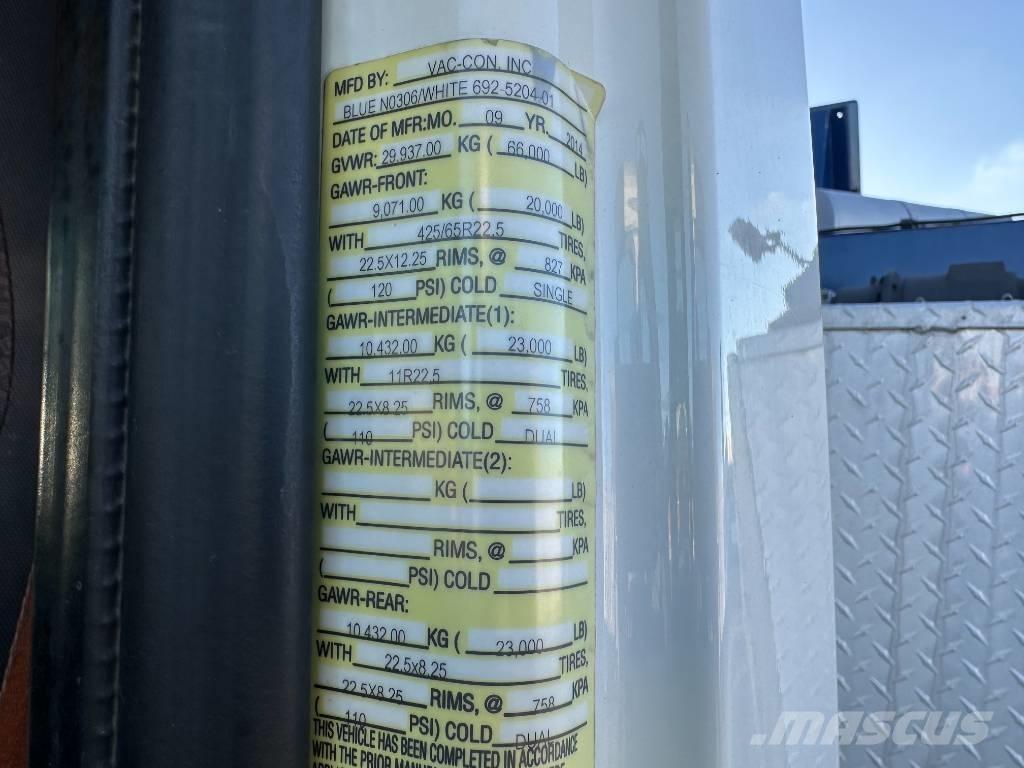 MFD BY: VAC-CON, INC
BLUE N0306/WHITE 692-5204-01
DATE OF MFR:MO. 09 YR. 2014
GVWR: 29,937.00 KG ( 66,000 LB)
GAWR-FRONT:
9,071.00 KG ( 20,000 LB)
WITH 425/65R22.5 TIRES,
22.5X12.25 RIMS, @ 827 KPA
( 120 PSI) COLD SINGLE
GAWR-INTERMEDIATE(1):
10,432.00 KG ( 23,000 LB)
WITH 11R22.5 TIRES,
22.5X8.25 RIMS, @ 758 KPA
( 110 PSI) COLD DUAL
GAWR-INTERMEDIATE(2):
KG ( LB)
WITH TIRES,
RIMS, @ KPA
( PSI) COLD
GAWR-REAR:
10,432.00 KG ( 23,000 LB)
WITH 22.5x8.25 TIRES,
22.5X8.25 RIMS, @ 758 KPA
( 110 PSI) COLD DUAL
THIS VEHICLE HAS BEEN COMPLETED IN ACCORDANCE
WITH THE PRIOR
MASCUS